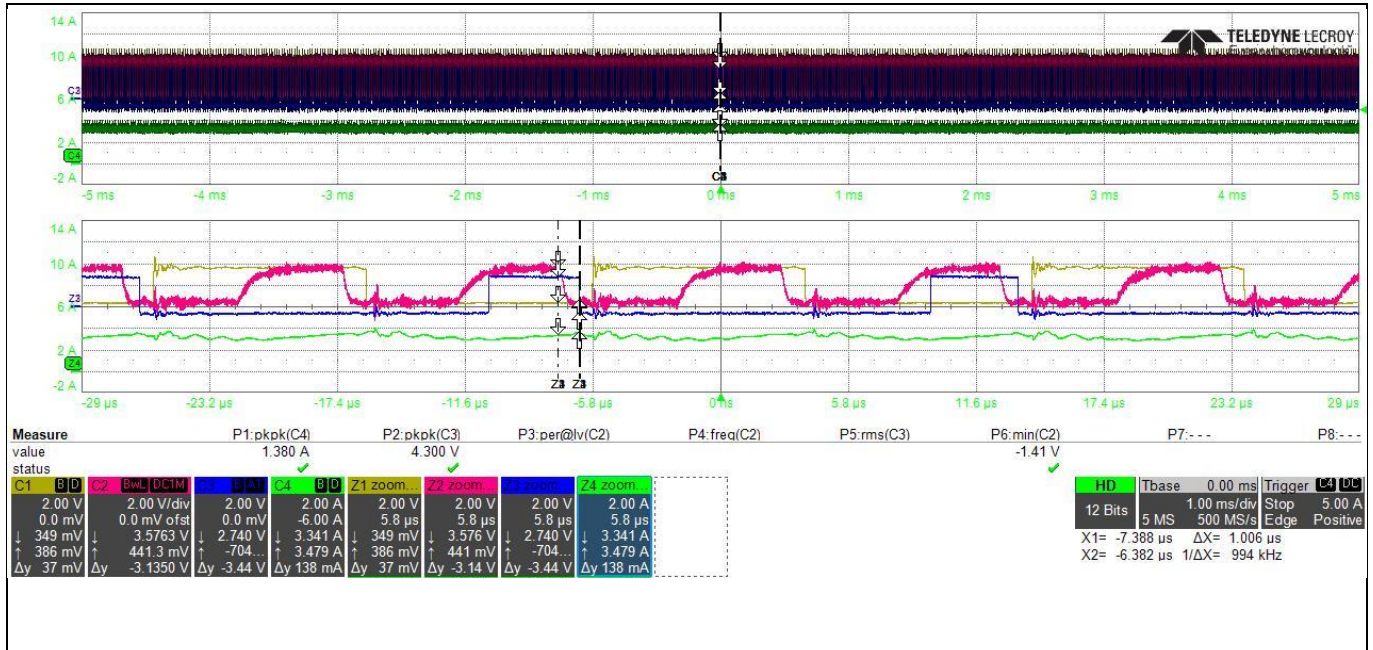 14 A
TELEDYNE LECROY
10 A
C3
6 A
2 A
C4
-2 A
-5 ms -4 ms -3 ms -2 ms -1 ms 0 ms 1 ms 2 ms 3 ms 4 ms 5 ms
14 A
10 A
Z3
6 A
2 A
Z4
-2 A
-29 µs -23.2 µs -17.4 µs -11.6 µs -5.8 µs 0 ns 5.8 µs 11.6 µs 17.4 µs 23.2 µs 29 µs
Measure P1:pkpk(C4) P2:pkpk(C3) P3:per@lv(C2) P4:freq(C2) P5:rms(C3) P6:min(C2) P7:- - - P8:- - -
value 1.380 A 4.300 V -1.41 V
status
C1 B D C2 BwL DC1M C3 C4 B D Z1 zoom... Z2 zoom... Z3 zoom... Z4 zoom... HD Tbase 0.00 ms Trigger C4 DC
2.00 V 2.00 V/div 2.00 V 2.00 A 2.00 V 2.00 V 2.00 V 2.00 A 12 Bits 1.00 ms/div Stop 5.00 A
0.0 mV 0.0 mV ofst 0.0 mV -6.00 A 5.8 µs 5.8 µs 5.8 µs 5.8 µs 5 MS 500 MS/s Edge Positive
↓ 349 mV ↓ 3.5763 V ↓ 2.740 V ↓ 3.341 A ↓ 349 mV ↓ 3.576 V ↓ 2.740 V ↓ 3.341 A X1= -7.388 µs ΔX= 1.006 µs
↑ 386 mV ↑ 441.3 mV ↑ -704... ↑ 3.479 A ↑ 386 mV ↑ 441 mV ↑ -704... ↑ 3.479 A X2= -6.382 µs 1/ΔX= 994 kHz
Δy 37 mV Δy -3.1350 V Δy -3.44 V Δy 138 mA Δy 37 mV Δy -3.14 V Δy -3.44 V Δy 138 mA